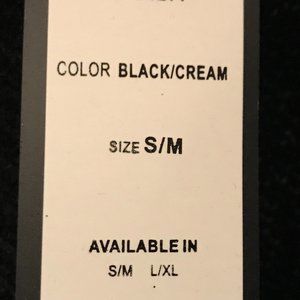 COLOR BLACK/CREAM
SIZE S/M
AVAILABLE IN
S/M L/XL